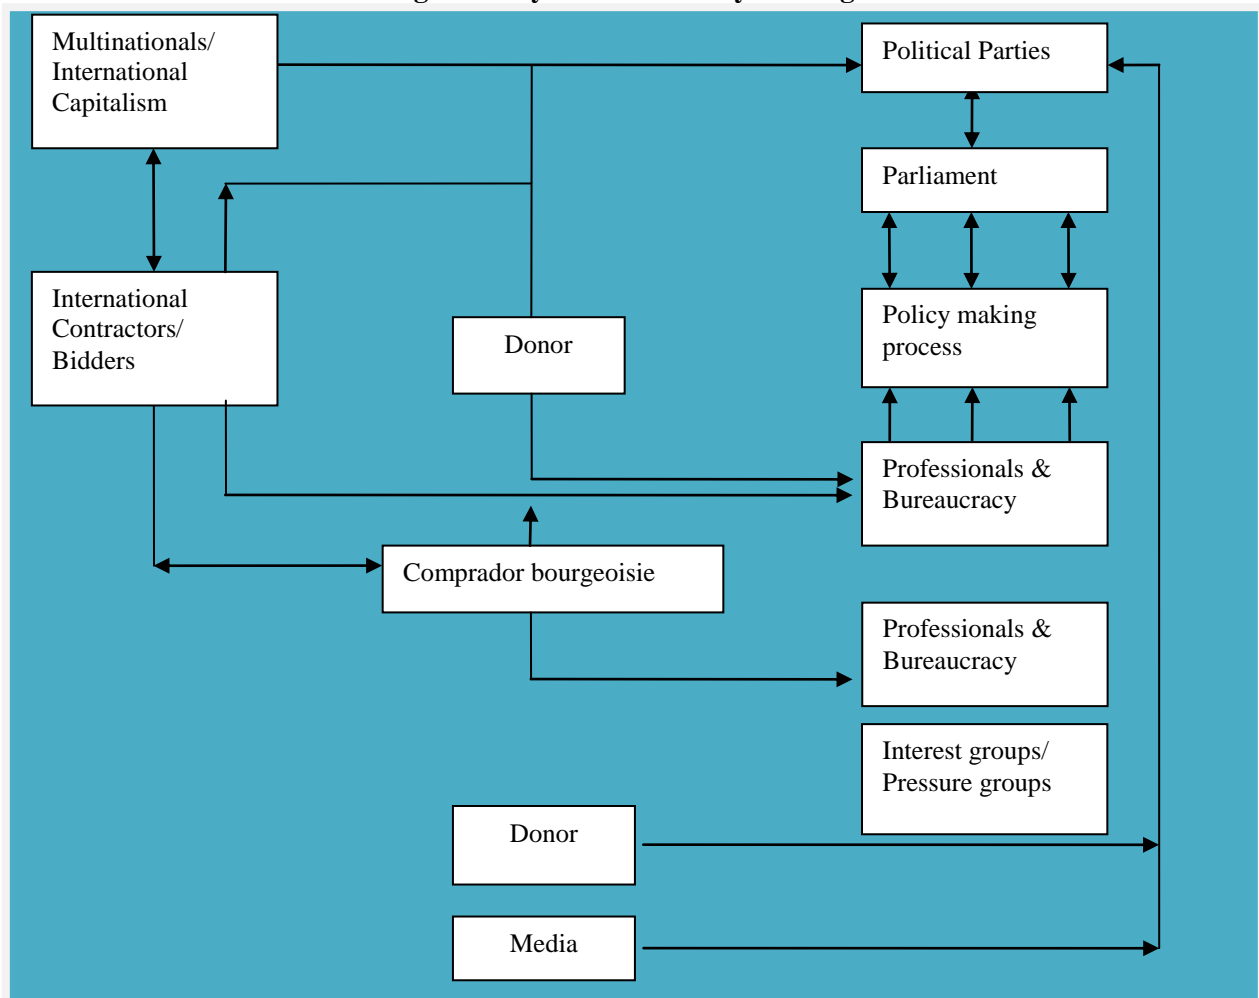 Multinationals/
International
Capitalism
Political Parties
Parliament
International
Contractors/
Bidders
Policy making
process
Donor
Professionals &
Bureaucracy
Comprador bourgeoisie
Professionals &
Bureaucracy
Interest groups/
Pressure groups
Donor
Media